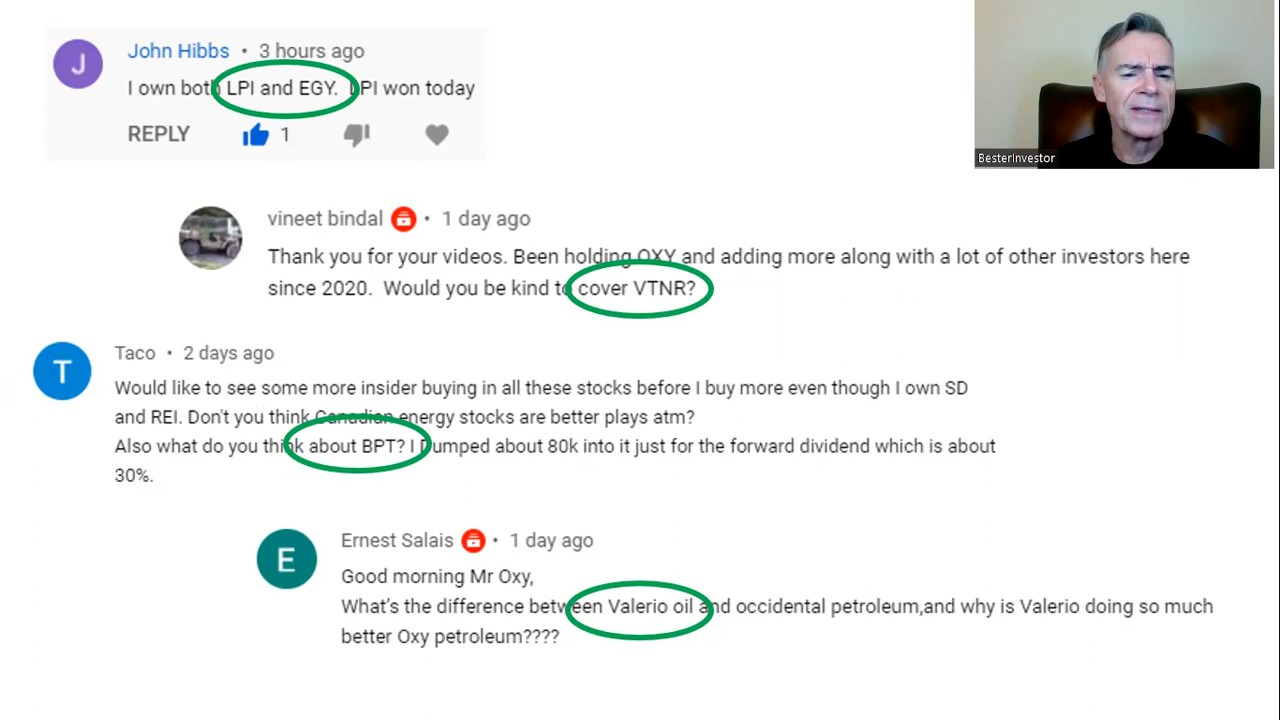 J
John Hibbs • 3 hours ago
I own both LPI and EGY. LPI won today
REPLY 1
BesterInvestor
vineet bindal • 1 day ago
Thank you for your videos. Been holding OXY and adding more along with a lot of other investors here
since 2020. Would you be kind to cover VTNR?
T
Taco • 2 days ago
Would like to see some more insider buying in all these stocks before I buy more even though I own SD
and REI. Don't you think Canadian energy stocks are better plays atm?
Also what do you think about BPT? I Dumped about 80k into it just for the forward dividend which is about
30%.
E
Ernest Salais • 1 day ago
Good morning Mr Oxy,
What's the difference between Valerio oil and occidental petroleum,and why is Valerio doing so much
better Oxy petroleum????